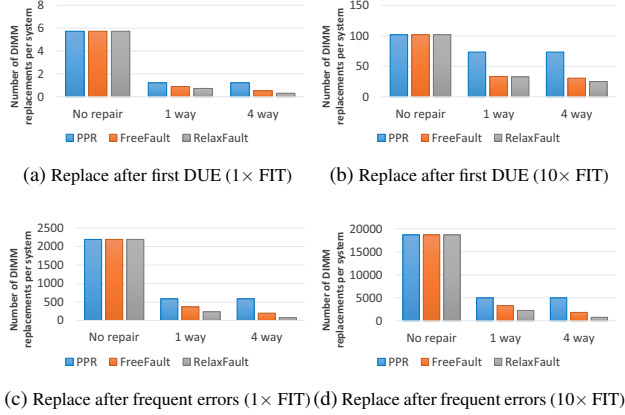 Number of DIMM
replacements per system
8
6
4
2
0
No repair 1 way 4 way
PPR FreeFault RelaxFault
(a) Replace after first DUE (1× FIT)
Number of DIMM
replacements per system
150
100
50
0
No repair 1 way 4 way
PPR FreeFault RelaxFault
(b) Replace after first DUE (10× FIT)
Number of DIMM
replacements per system
2500
2000
1500
1000
500
0
No repair 1 way 4 way
PPR FreeFault RelaxFault
(c) Replace after frequent errors (1× FIT)
Number of DIMM
replacements per system
20000
15000
10000
5000
0
No repair 1 way 4 way
PPR FreeFault RelaxFault
(d) Replace after frequent errors (10× FIT)